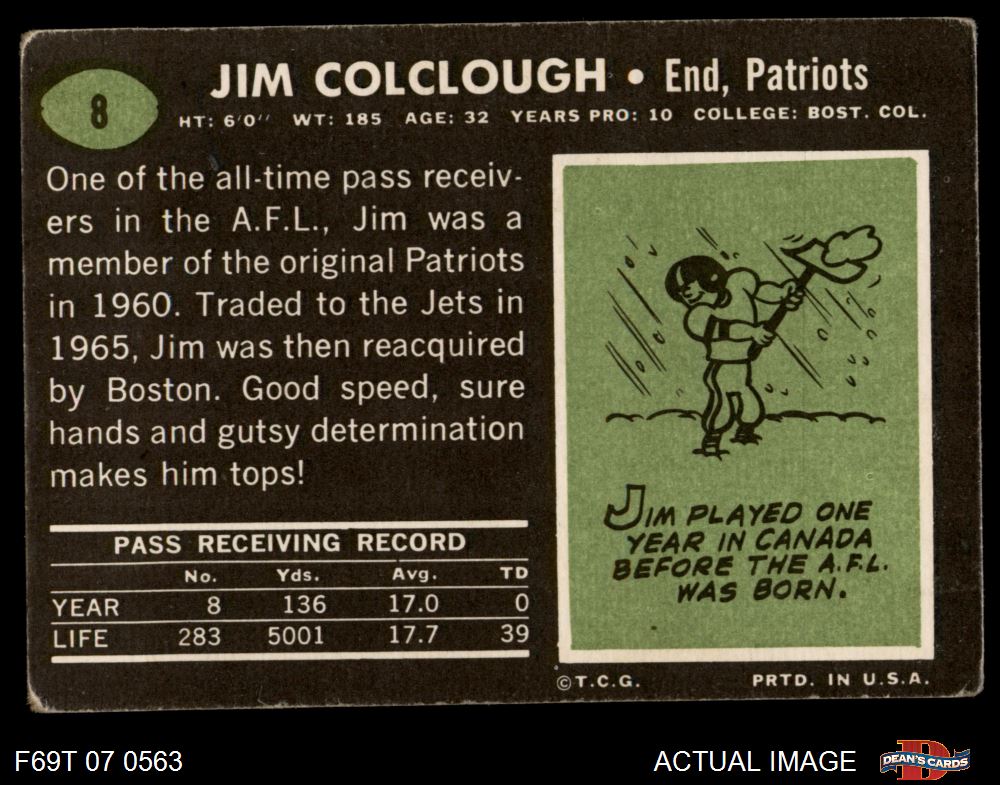 8
JIM COLCLOUGH • End, Patriots
HT: 6'0" WT: 185 AGE: 32 YEARS PRO: 10 COLLEGE: BOST. COL.
One of the all-time pass receiv-
ers in the A.F.L., Jim was a
member of the original Patriots
in 1960. Traded to the Jets in
1965, Jim was then reacquired
by Boston. Good speed, sure
hands and gutsy determination
makes him tops!
PASS RECEIVING RECORD
No. Yds. Avg. TD
YEAR 8 136 17.0 0
LIFE 283 5001 17.7 39
JIM PLAYED ONE
YEAR IN CANADA
BEFORE THE A.F.L.
WAS BORN.
©T.C.G. PRTD. IN U.S.A.
F69T 07 0563 ACTUAL IMAGE
D
DEAN'S CARDS